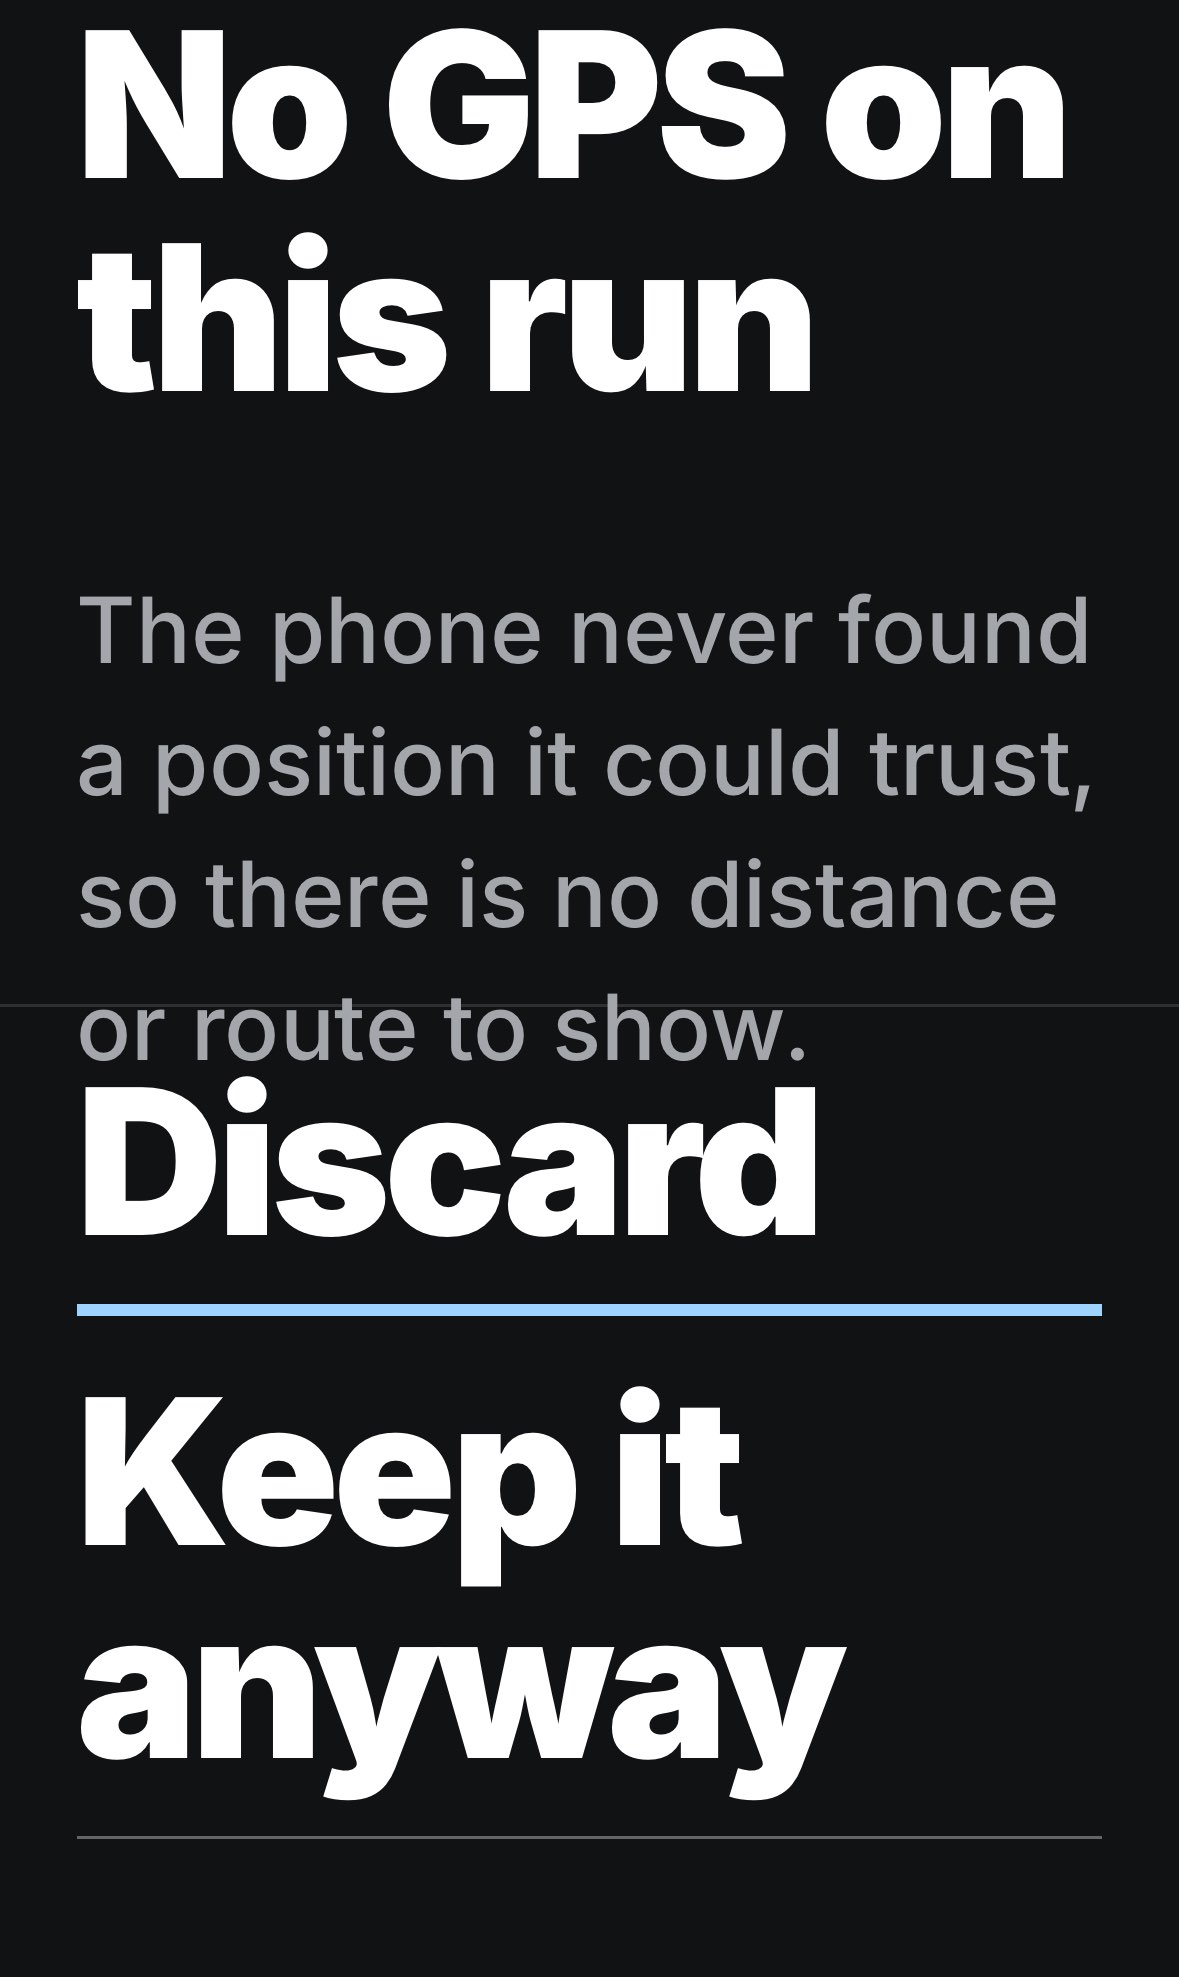 No GPS on
this run
The phone never found
a position it could trust,
so there is no distance
or route to show.
Discard
Keep it
anyway